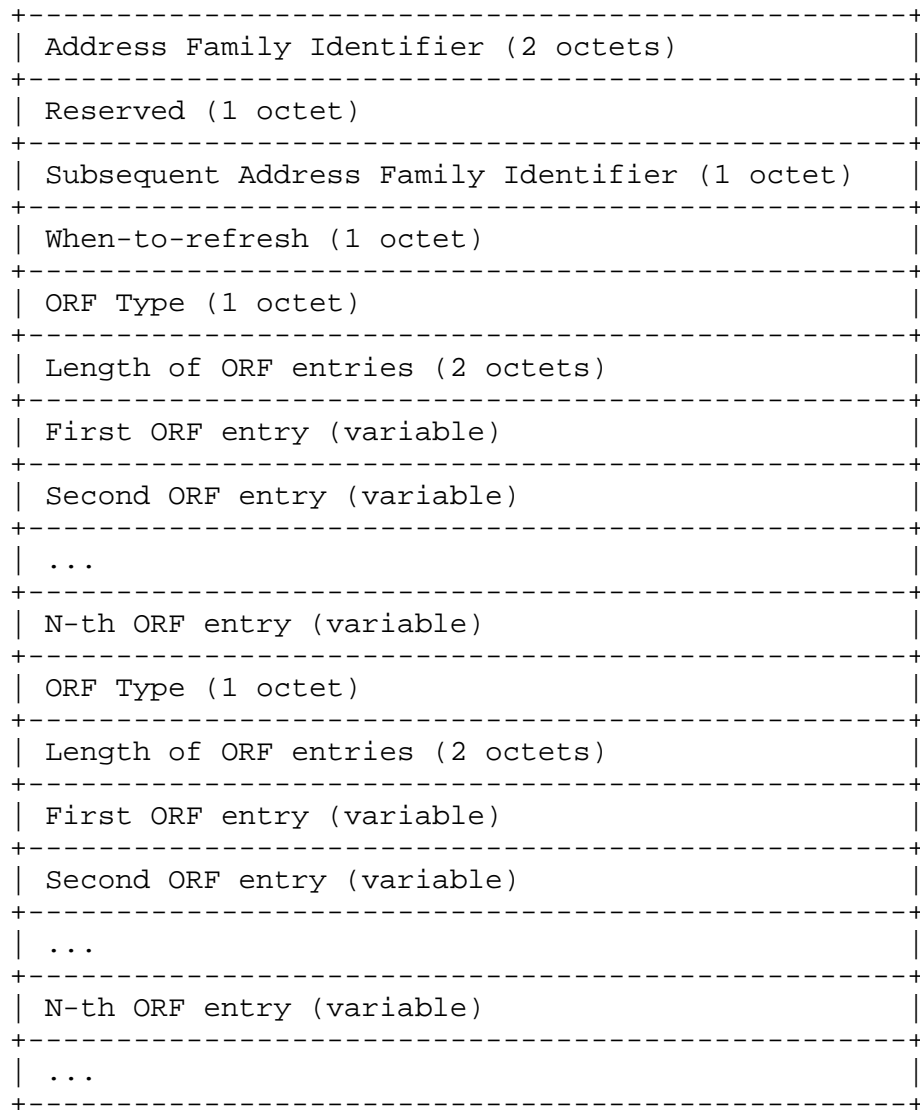 +--------------------------------------------------+
| Address Family Identifier (2 octets)             |
+--------------------------------------------------+
| Reserved (1 octet)                               |
+--------------------------------------------------+
| Subsequent Address Family Identifier (1 octet)   |
+--------------------------------------------------+
| When-to-refresh (1 octet)                        |
+--------------------------------------------------+
| ORF Type (1 octet)                               |
+--------------------------------------------------+
| Length of ORF entries (2 octets)                 |
+--------------------------------------------------+
| First ORF entry (variable)                       |
+--------------------------------------------------+
| Second ORF entry (variable)                      |
+--------------------------------------------------+
| ...                                              |
+--------------------------------------------------+
| N-th ORF entry (variable)                        |
+--------------------------------------------------+
| ORF Type (1 octet)                               |
+--------------------------------------------------+
| Length of ORF entries (2 octets)                 |
+--------------------------------------------------+
| First ORF entry (variable)                       |
+--------------------------------------------------+
| Second ORF entry (variable)                      |
+--------------------------------------------------+
| ...                                              |
+--------------------------------------------------+
| N-th ORF entry (variable)                        |
+--------------------------------------------------+
| ...                                              |
+--------------------------------------------------+